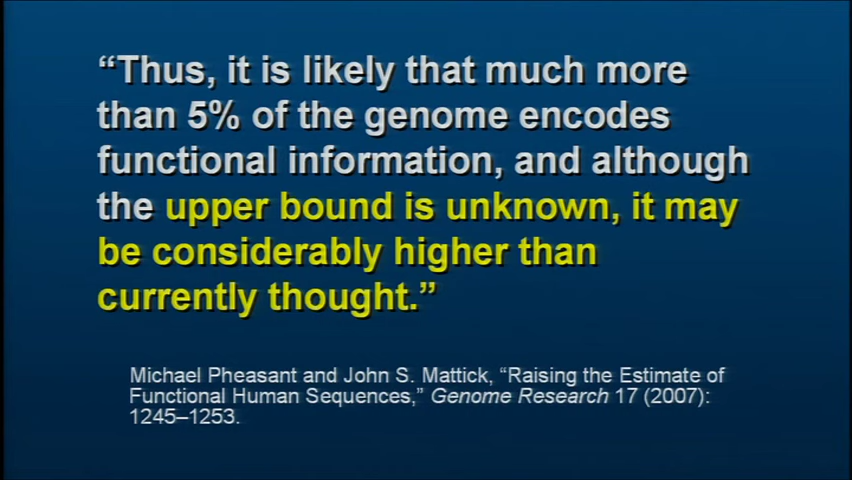 “Thus, it is likely that much more
than 5% of the genome encodes
functional information, and although
the upper bound is unknown, it may
be considerably higher than
currently thought.”
Michael Pheasant and John S. Mattick, “Raising the Estimate of
Functional Human Sequences,” Genome Research 17 (2007):
1245–1253.